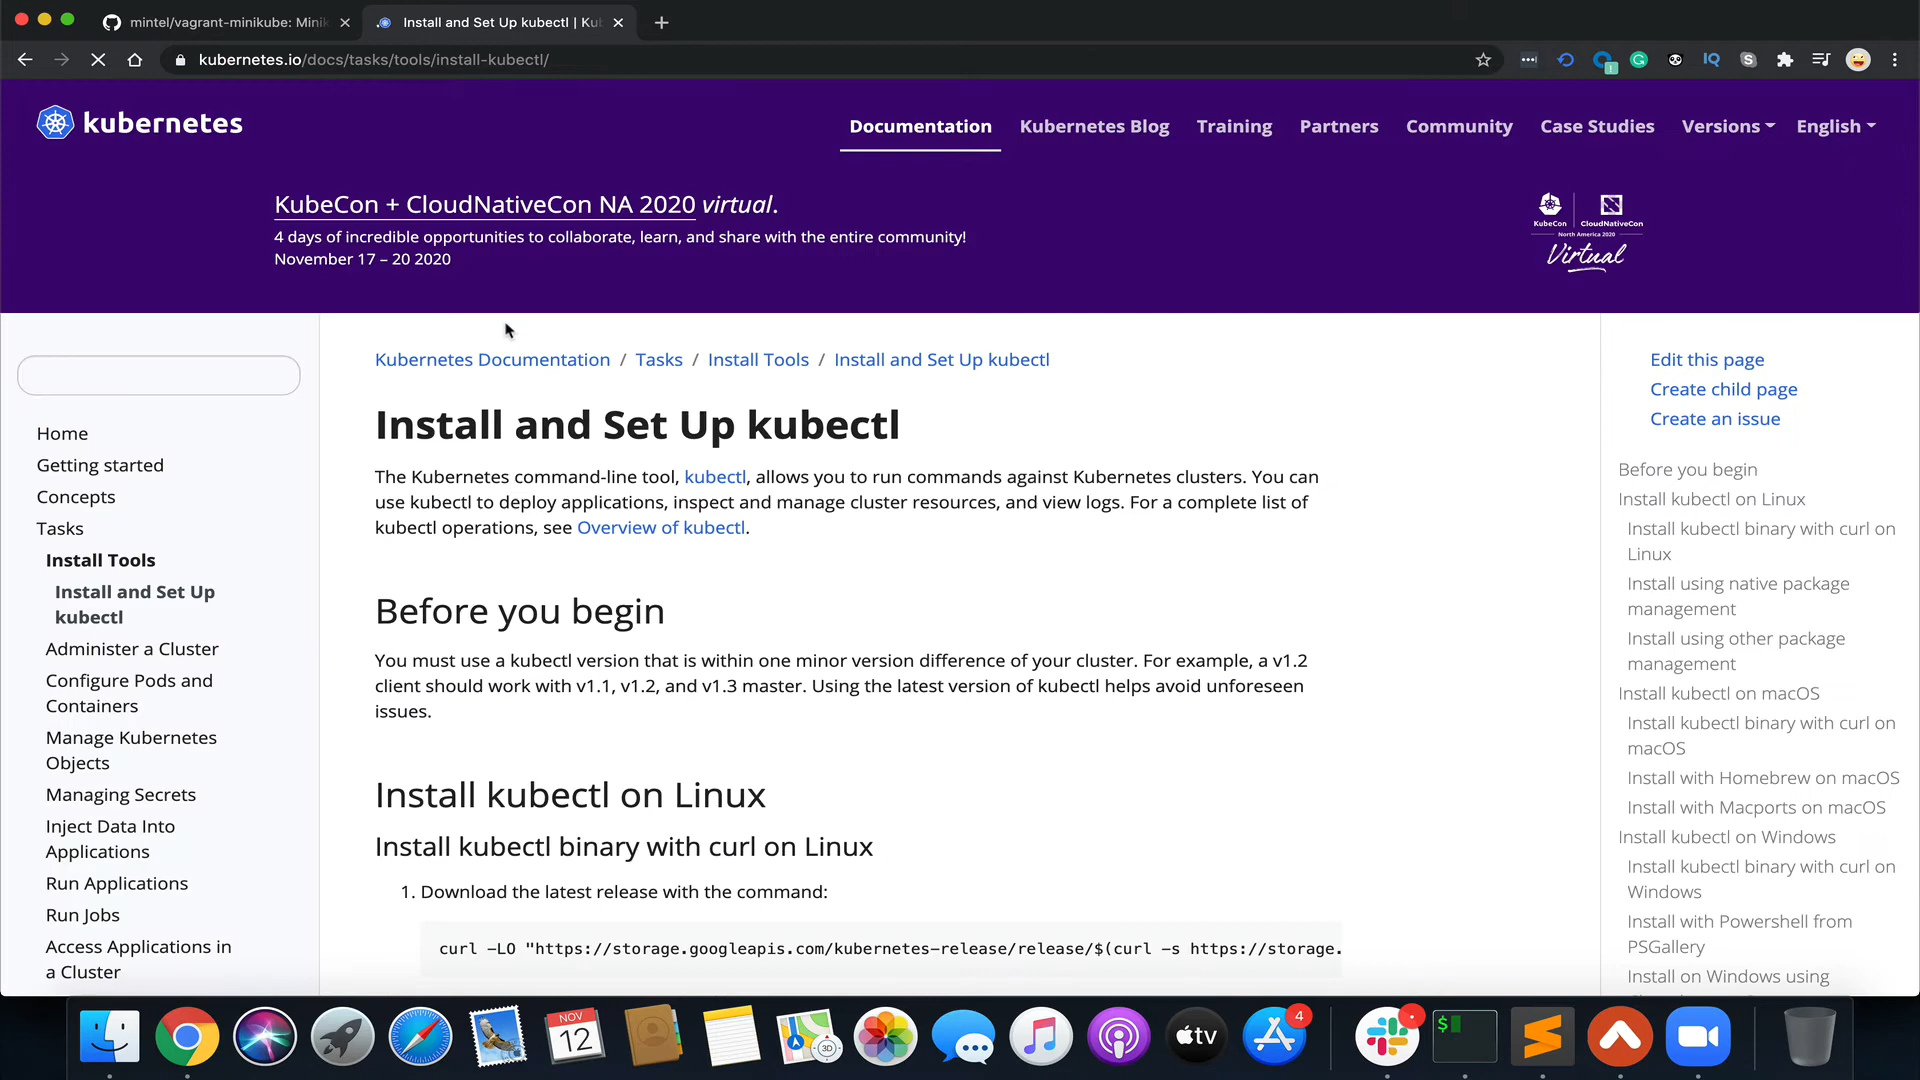 mintel/vagrant-minikube: Minik
Install and Set Up kubectl | Ku
kubernetes.io/docs/tasks/tools/install-kubectl/
kubernetes
Documentation
Kubernetes Blog
Training
Partners
Community
Case Studies
Versions
English
KubeCon + CloudNativeCon NA 2020 virtual.
4 days of incredible opportunities to collaborate, learn, and share with the entire community!
November 17 – 20 2020
KubeCon
CloudNativeCon
North America 2020
Virtual
Home
Getting started
Concepts
Tasks
Install Tools
Install and Set Up
kubectl
Administer a Cluster
Configure Pods and
Containers
Manage Kubernetes
Objects
Managing Secrets
Inject Data Into
Applications
Run Applications
Run Jobs
Access Applications in
a Cluster
Kubernetes Documentation / Tasks / Install Tools / Install and Set Up kubectl
Install and Set Up kubectl
The Kubernetes command-line tool, kubectl, allows you to run commands against Kubernetes clusters. You can
use kubectl to deploy applications, inspect and manage cluster resources, and view logs. For a complete list of
kubectl operations, see Overview of kubectl.
Before you begin
You must use a kubectl version that is within one minor version difference of your cluster. For example, a v1.2
client should work with v1.1, v1.2, and v1.3 master. Using the latest version of kubectl helps avoid unforeseen
issues.
Install kubectl on Linux
Install kubectl binary with curl on Linux
1. Download the latest release with the command:
curl -LO "https://storage.googleapis.com/kubernetes-release/release/$(curl -s https://storage.
Edit this page
Create child page
Create an issue
Before you begin
Install kubectl on Linux
Install kubectl binary with curl on
Linux
Install using native package
management
Install using other package
management
Install kubectl on macOS
Install kubectl binary with curl on
macOS
Install with Homebrew on macOS
Install with Macports on macOS
Install kubectl on Windows
Install kubectl binary with curl on
Windows
Install with Powershell from
PSGallery
Install on Windows using
NOV
12
3D
tv
4
$